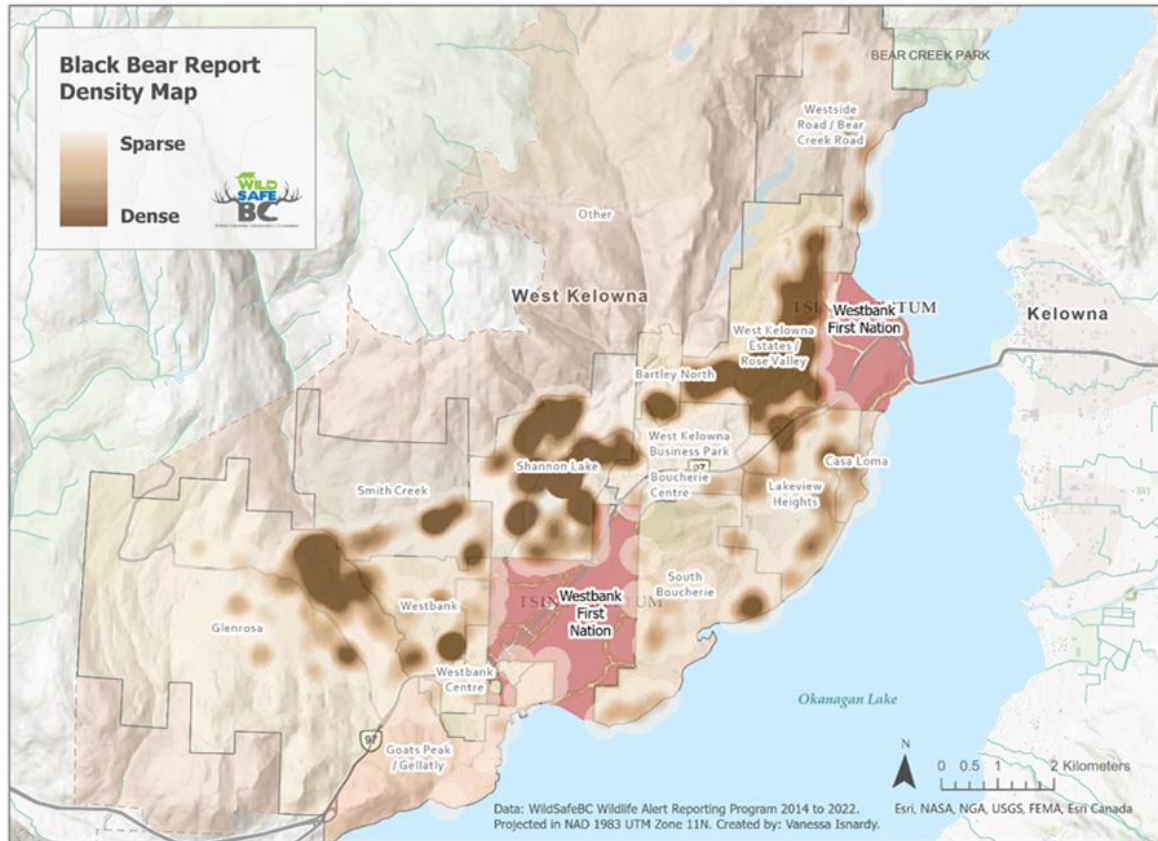 Black Bear Report
Density Map
Sparse
Dense
WILD
SAFE
BC
BEAR CREEK PARK
Westside
Road / Bear
Creek Road
Other
West Kelowna
Kelowna
Westbank
First Nation
West Kelowna
Estates /
Rose Valley
Bartley North
West Kelowna
Business Park
97
Shannon Lake
Boucherie
Centre
Casa Loma
Lakeview
Heights
Smith Creek
South
Boucherie
Westbank
Westbank
First
Nation
Glenrosa
Westbank
Centre
Okanagan Lake
97
Goats Peak
/ Gellatly
N
0 0.5 1 2 Kilometers
Data: WildSafeBC Wildlife Alert Reporting Program 2014 to 2022.
Projected in NAD 1983 UTM Zone 11N. Created by: Vanessa Isnardy.
Esri, NASA, NGA, USGS, FEMA, Esri Canada